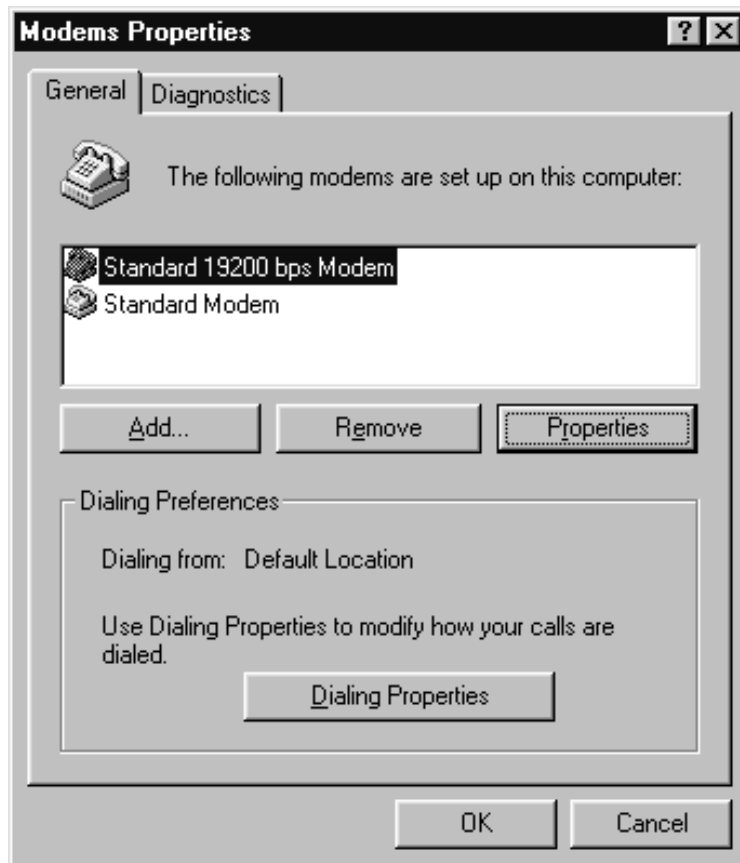 Modems Properties
General
Diagnostics
The following modems are set up on this computer:
Standard 19200 bps Modem
Standard Modem
Add...
Remove
Properties
Dialing Preferences
Dialing from: Default Location
Use Dialing Properties to modify how your calls are
dialed.
Dialing Properties
OK
Cancel